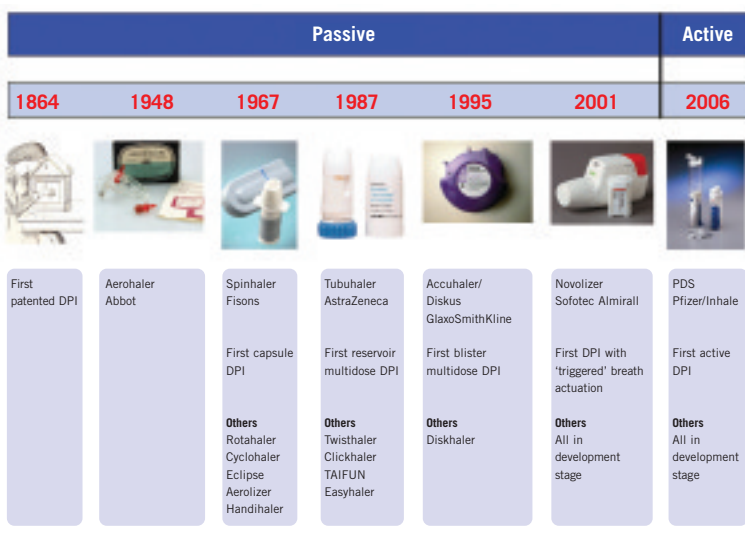 Passive
Active
1864
1948
1967
1987
1995
2001
2006
First
patented DPI
Aerohaler
Abbot
Spinhaler
Fisons
First capsule
DPI
Others
Rotahaler
Cyclohaler
Eclipse
Aerolizer
Handihaler
Tubuhaler
AstraZeneca
First reservoir
multidose DPI
Others
Twisthaler
Clickhaler
TAIFUN
Easyhaler
Accuhaler/
Diskus
GlaxoSmithKline
First blister
multidose DPI
Others
Diskhaler
Novolizer
Sofotec Almirall
First DPI with
‘triggered’ breath
actuation
Others
All in
development
stage
PDS
Pfizer/Inhale
First active
DPI
Others
All in
development
stage